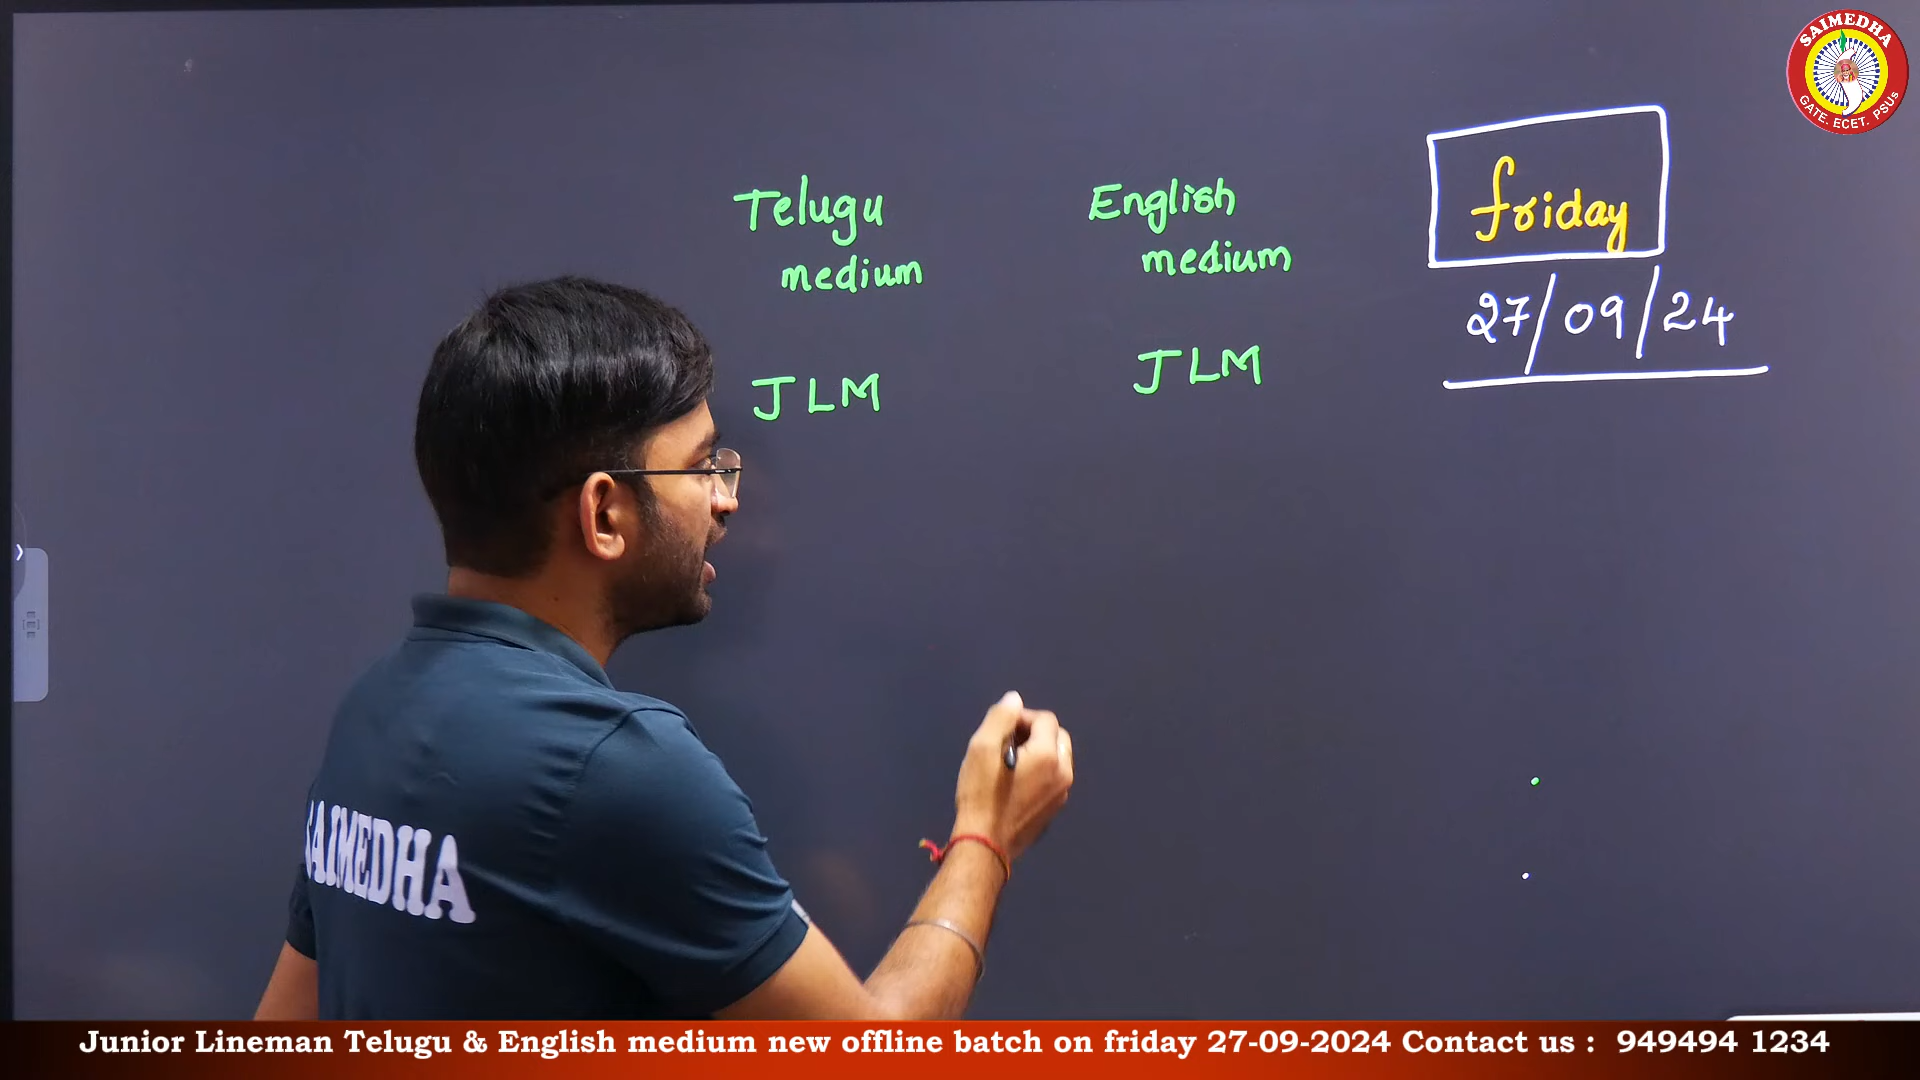 SAIMEDHA
GATE. ECET. PSUs
Telugu
medium
JLM
English
medium
JLM
friday
27/09/24
SAIMEDHA
Junior Lineman Telugu & English medium new offline batch on friday 27-09-2024 Contact us : 949494 1234